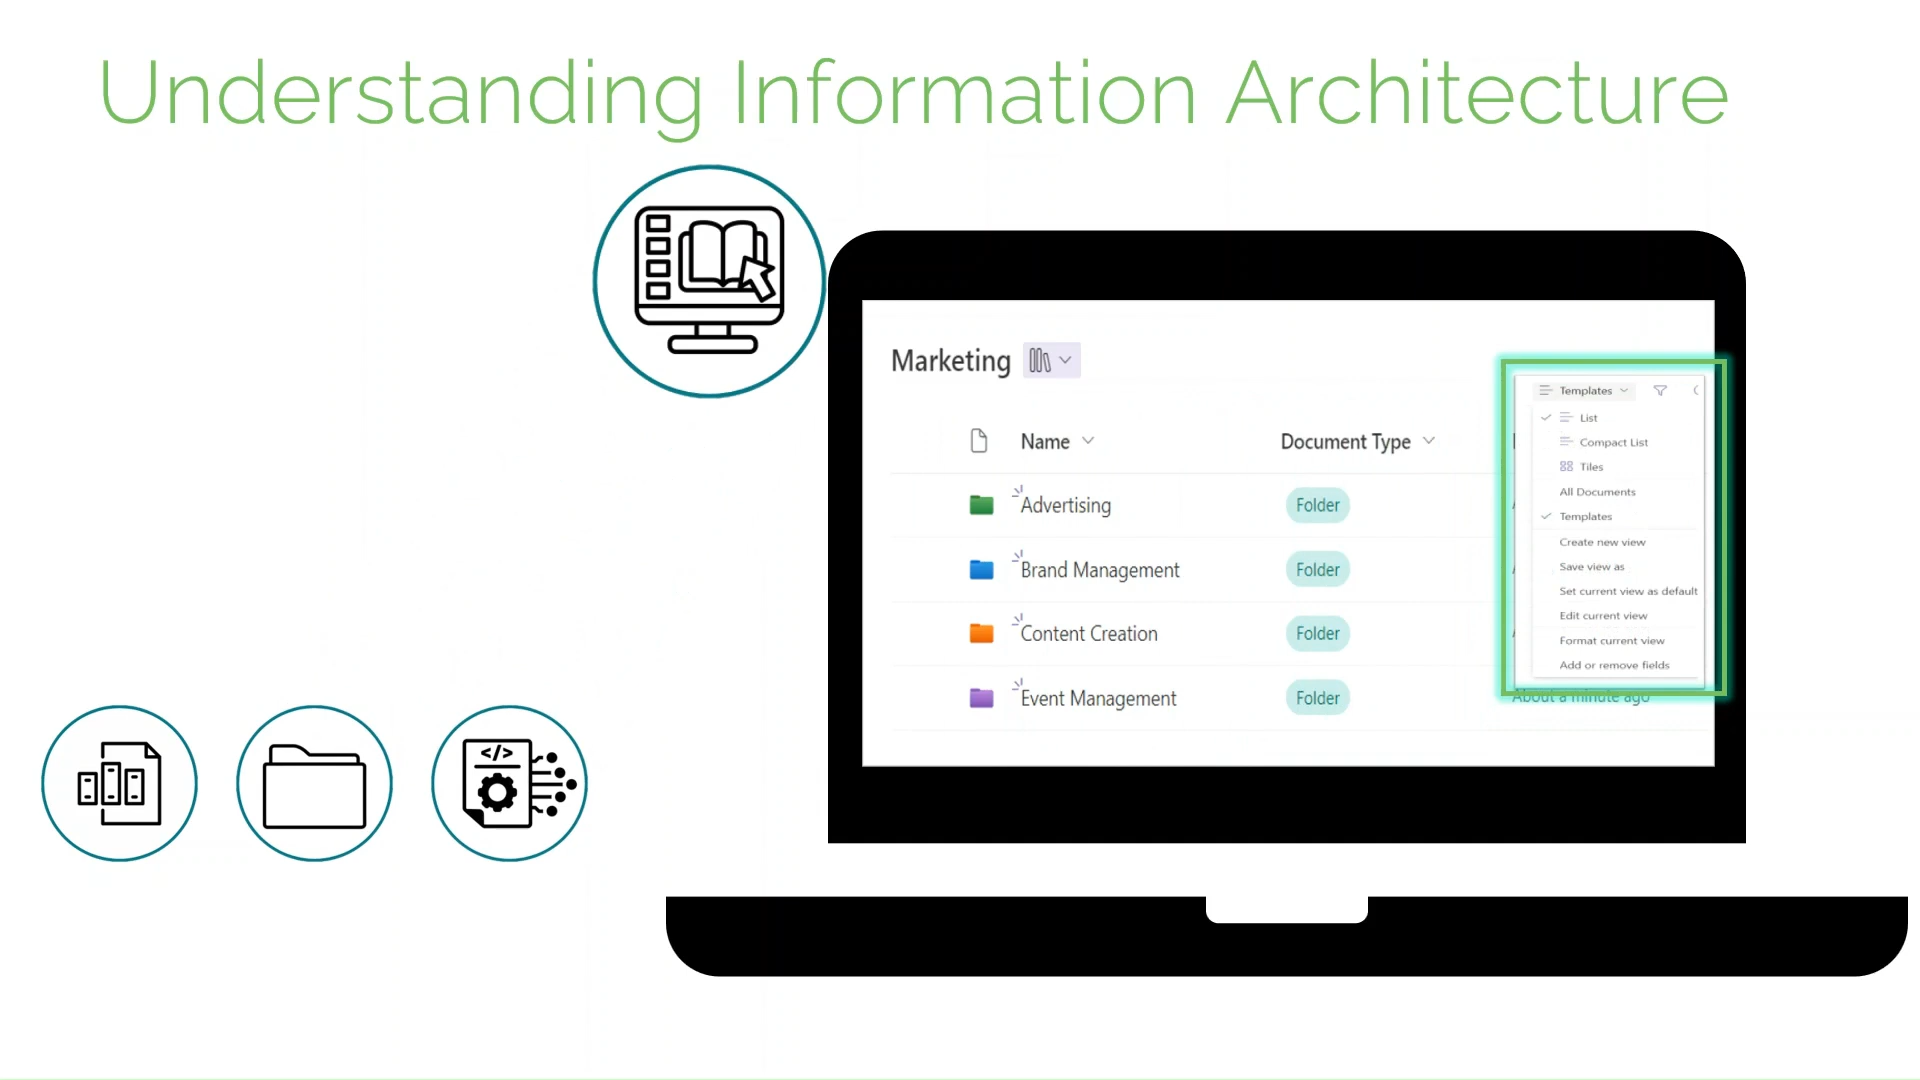 Understanding Information Architecture
Marketing
Name
Document Type
Advertising
Folder
Brand Management
Folder
Content Creation
Folder
Event Management
Folder
About a minute ago
Templates
List
Compact List
Tiles
All Documents
Templates
Create new view
Save view as
Set current view as default
Edit current view
Format current view
Add or remove fields